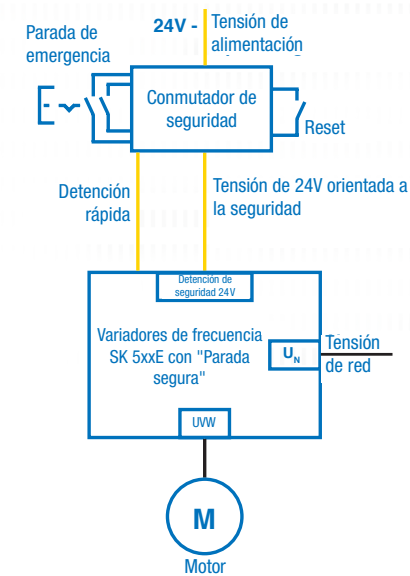 24V - Tensión de
alimentación
Parada de
emergencia
Conmutador de
seguridad
Reset
Detención
rápida
Tensión de 24V orientada a
la seguridad
Detención de
seguridad 24V
Variadores de frecuencia
SK 5xxE con "Parada
segura"
UN
Tensión
de red
UVW
M
Motor